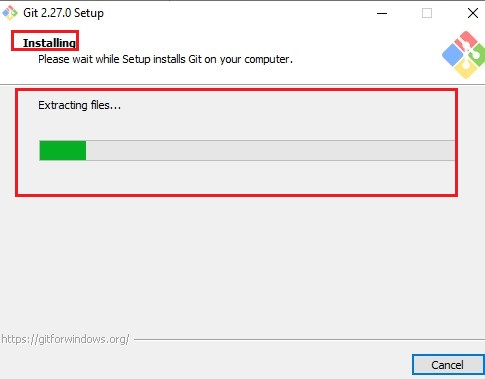 Git 2.27.0 Setup
Installing
Please wait while Setup installs Git on your computer.
Extracting files...
https://gitforwindows.org/
Cancel